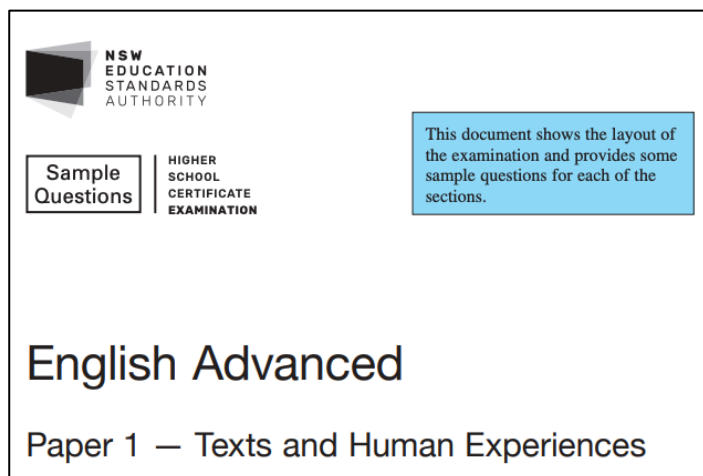 NSW
EDUCATION
STANDARDS
AUTHORITY
Sample
Questions
HIGHER
SCHOOL
CERTIFICATE
EXAMINATION
This document shows the layout of
the examination and provides some
sample questions for each of the
sections.
English Advanced
Paper 1 — Texts and Human Experiences